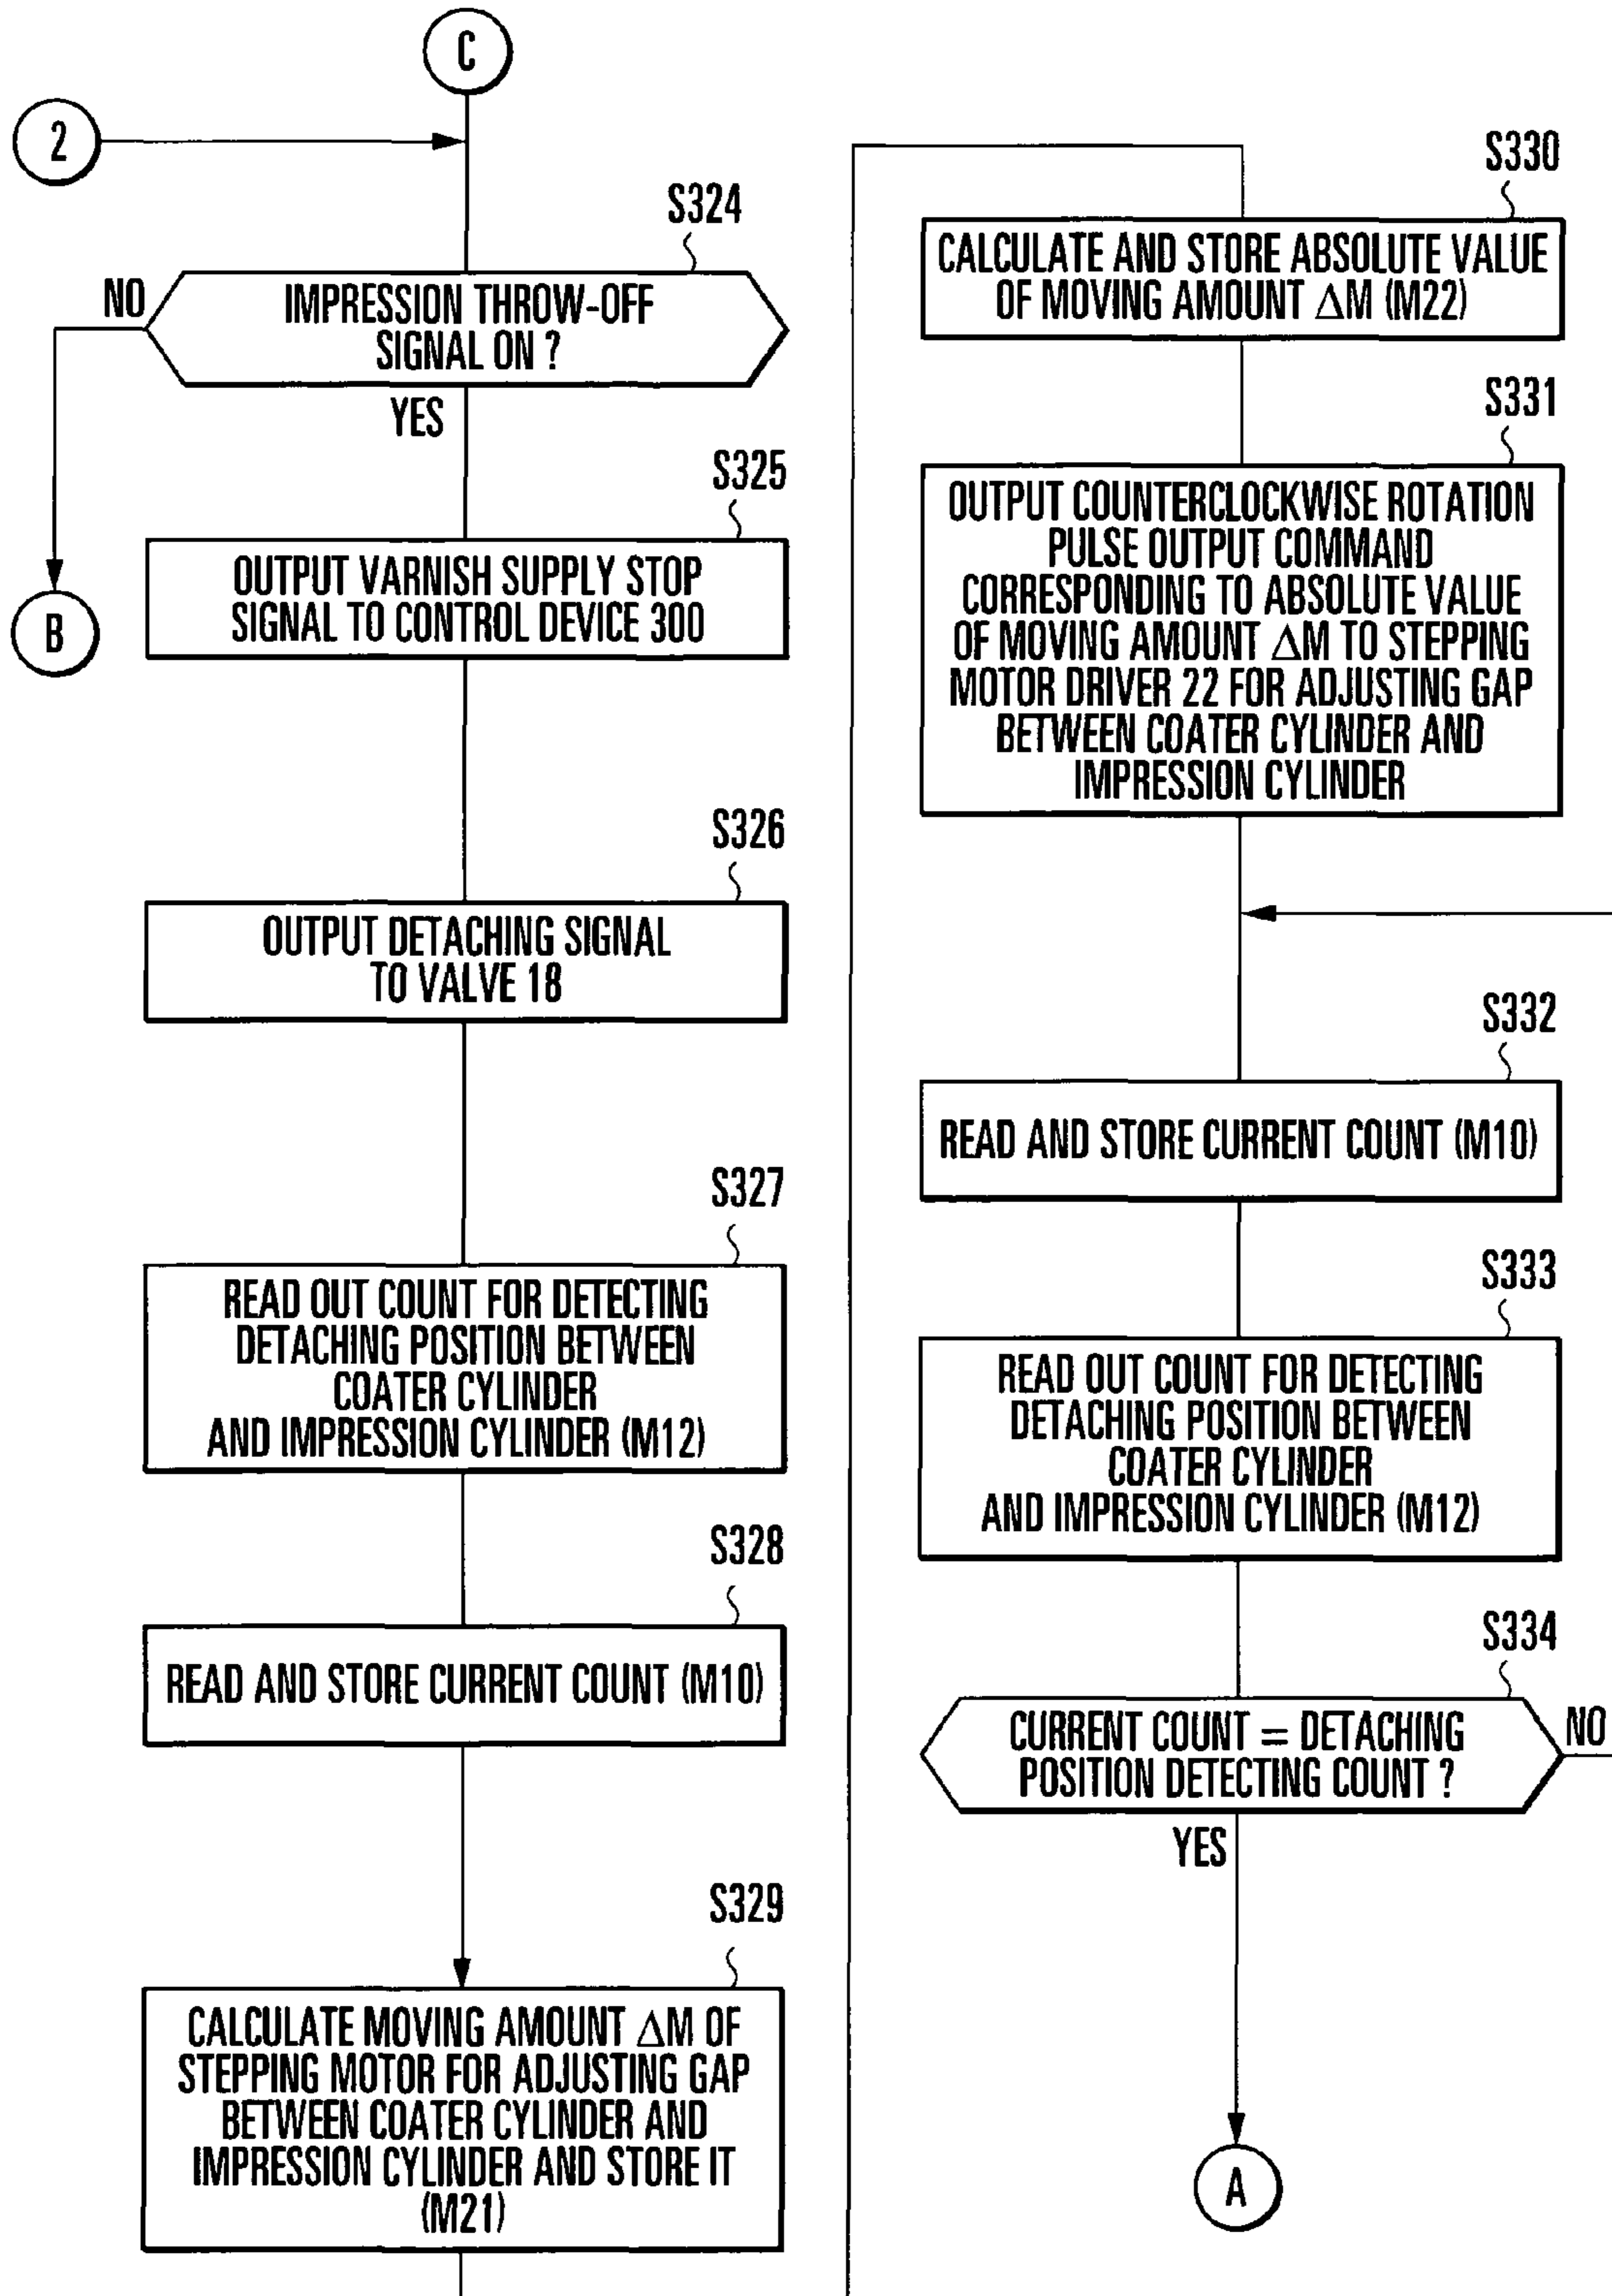 C
2
S324
NO
IMPRESSION THROW-OFF
SIGNAL ON ?
YES
S325
OUTPUT VARNISH SUPPLY STOP
SIGNAL TO CONTROL DEVICE 300
B
S326
OUTPUT DETACHING SIGNAL
TO VALVE 18
S327
READ OUT COUNT FOR DETECTING
DETACHING POSITION BETWEEN
COATER CYLINDER
AND IMPRESSION CYLINDER (M12)
S328
READ AND STORE CURRENT COUNT (M10)
S329
CALCULATE MOVING AMOUNT ΔM OF
STEPPING MOTOR FOR ADJUSTING GAP
BETWEEN COATER CYLINDER AND
IMPRESSION CYLINDER AND STORE IT
(M21)
S330
CALCULATE AND STORE ABSOLUTE VALUE
OF MOVING AMOUNT ΔM (M22)
S331
OUTPUT COUNTERCLOCKWISE ROTATION
PULSE OUTPUT COMMAND
CORRESPONDING TO ABSOLUTE VALUE
OF MOVING AMOUNT ΔM TO STEPPING
MOTOR DRIVER 22 FOR ADJUSTING GAP
BETWEEN COATER CYLINDER AND
IMPRESSION CYLINDER
S332
READ AND STORE CURRENT COUNT (M10)
S333
READ OUT COUNT FOR DETECTING
DETACHING POSITION BETWEEN
COATER CYLINDER
AND IMPRESSION CYLINDER (M12)
S334
CURRENT COUNT = DETACHING
POSITION DETECTING COUNT ?
NO
YES
A